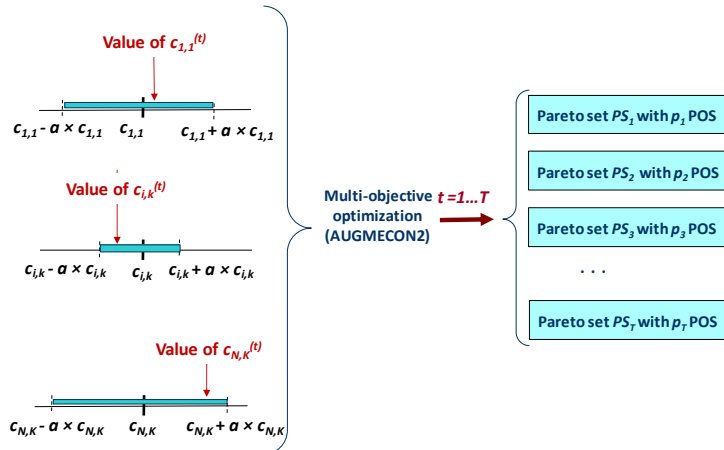 Value of c1,1(t)
c1,1 - a × c1,1 c1,1 c1,1 + a × c1,1
Value of ci,k(t)
ci,k - a × ci,k ci,k ci,k + a × ci,k
Value of cN,K(t)
cN,K - a × cN,K cN,K cN,K + a × cN,K
Multi-objective
optimization
(AUGMECON2)
t =1...T
Pareto set PS1 with p1 POS
Pareto set PS2 with p2 POS
Pareto set PS3 with p3 POS
. . .
Pareto set PST with pT POS